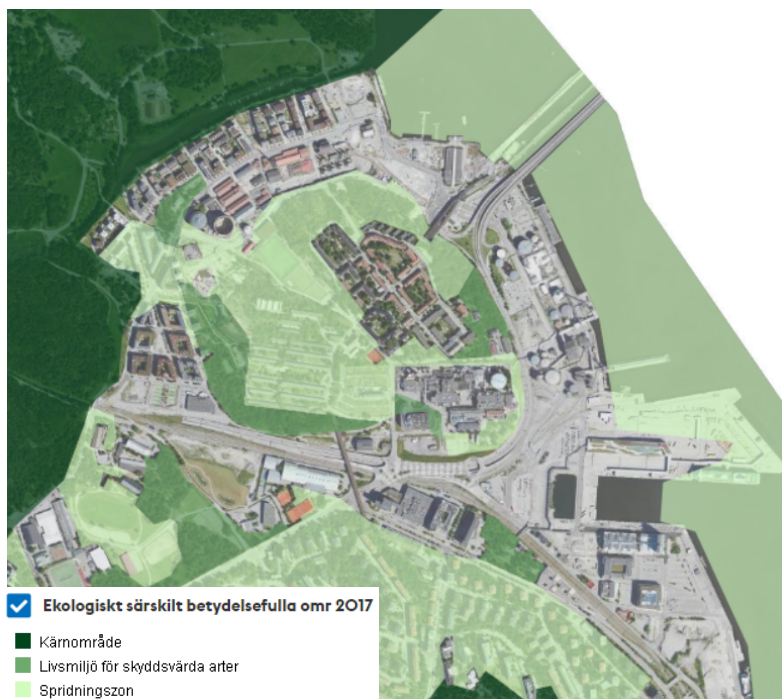 Ekologiskt särskilt betydelsefulla omr 2017
Kärnområde
Livsmiljö för skyddsvärda arter
Spridningszon